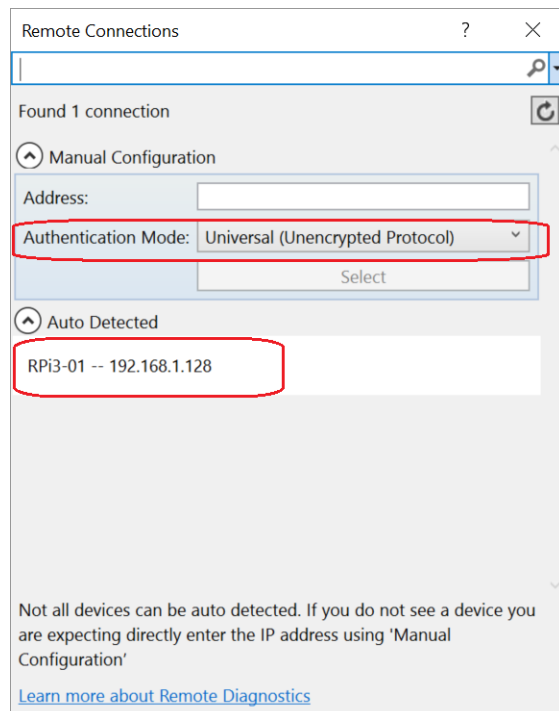 Remote Connections ?
Found 1 connection
Manual Configuration
Address:
Authentication Mode: Universal (Unencrypted Protocol)
Select
Auto Detected
RPi3-01 -- 192.168.1.128
Not all devices can be auto detected. If you do not see a device you
are expecting directly enter the IP address using 'Manual
Configuration'
Learn more about Remote Diagnostics